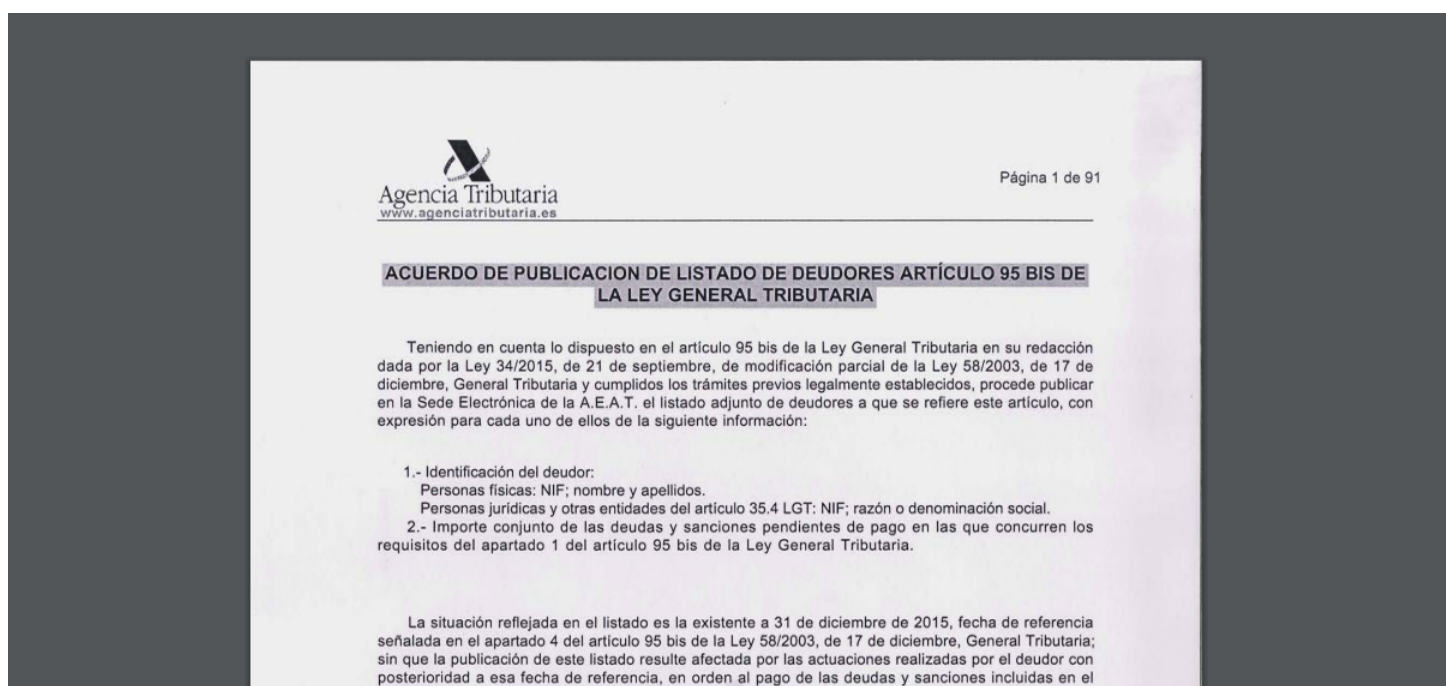 Agencia Tributaria
www.agenciatributaria.es
Página 1 de 91
ACUERDO DE PUBLICACION DE LISTADO DE DEUDORES ARTÍCULO 95 BIS DE
LA LEY GENERAL TRIBUTARIA
Teniendo en cuenta lo dispuesto en el artículo 95 bis de la Ley General Tributaria en su redacción
dada por la Ley 34/2015, de 21 de septiembre, de modificación parcial de la Ley 58/2003, de 17 de
diciembre, General Tributaria y cumplidos los trámites previos legalmente establecidos, procede publicar
en la Sede Electrónica de la A.E.A.T. el listado adjunto de deudores a que se refiere este artículo, con
expresión para cada uno de ellos de la siguiente información:
1.- Identificación del deudor:
Personas físicas: NIF; nombre y apellidos.
Personas jurídicas y otras entidades del artículo 35.4 LGT: NIF; razón o denominación social.
2.- Importe conjunto de las deudas y sanciones pendientes de pago en las que concurren los
requisitos del apartado 1 del artículo 95 bis de la Ley General Tributaria.
La situación reflejada en el listado es la existente a 31 de diciembre de 2015, fecha de referencia
señalada en el apartado 4 del artículo 95 bis de la Ley 58/2003, de 17 de diciembre, General Tributaria;
sin que la publicación de este listado resulte afectada por las actuaciones realizadas por el deudor con
posterioridad a esa fecha de referencia, en orden al pago de las deudas y sanciones incluidas en el